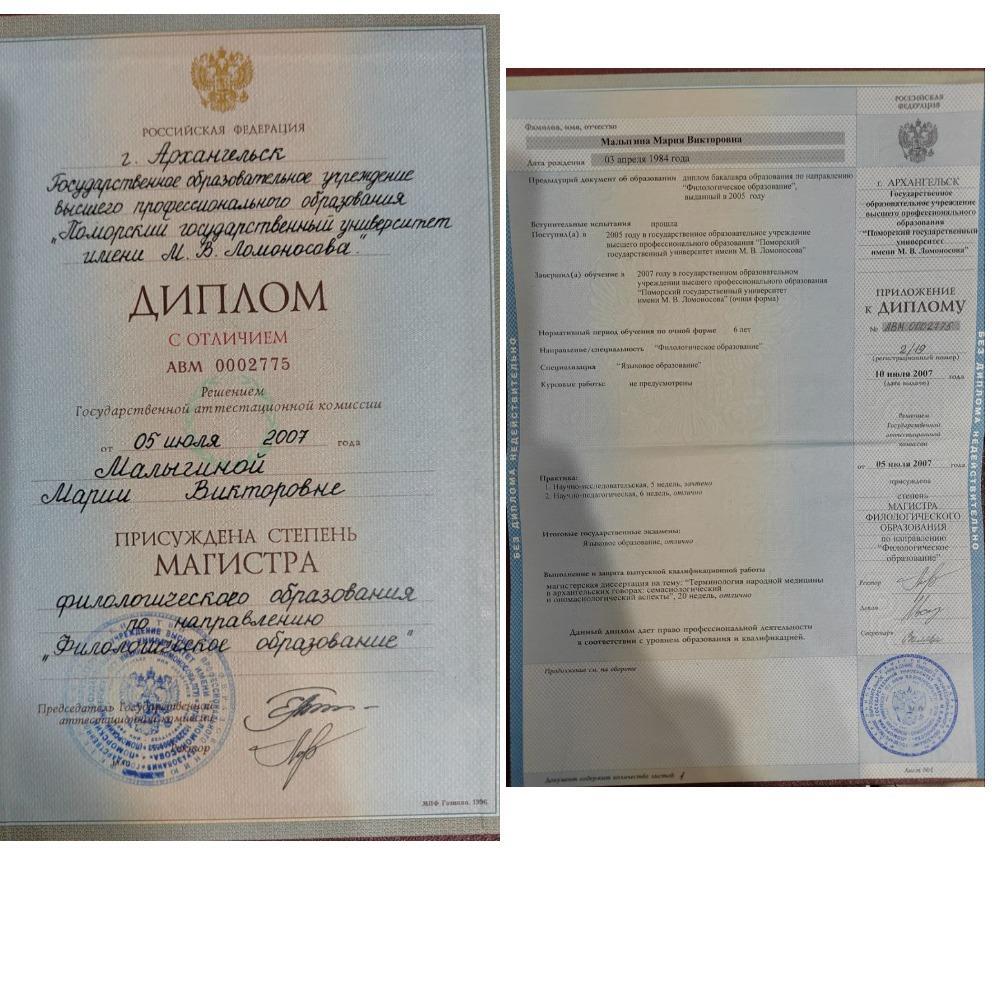 РОССИЙСКАЯ ФЕДЕРАЦИЯ
г. Архангельск
Государственное образовательное учреждение
высшего профессионального образования
"Поморский государственный университет
имени М. В. Ломоносова".
ДИПЛОМ
С ОТЛИЧИЕМ
АВМ 0002775
Решением
Государственной аттестационной комиссии
от 05 июля 2007 года
Малыгиной
Марии Викторовне
ПРИСУЖДЕНА СТЕПЕНЬ
МАГИСТРА
филологического образования
по направлению
"Филологическое образование"
Председатель Государственной
аттестационной комиссии
Ректор
МПФ Гознака. 1996.
Фамилия, имя, отчество
Малыгина Мария Викторовна
Дата рождения 03 апреля 1984 года
Предыдущий документ об образовании диплом бакалавра образования по направлению
"Филологическое образование",
выданный в 2005 году
Вступительные испытания прошла
Поступил(а) в 2005 году в государственное образовательное учреждение
высшего профессионального образования "Поморский
государственный университет имени М. В. Ломоносова"
Завершил(а) обучение в 2007 году в государственном образовательном
учреждении высшего профессионального образования
"Поморский государственный университет
имени М. В. Ломоносова" (очная форма)
Нормативный период обучения по очной форме 6 лет
Направление/специальность "Филологическое образование"
Специализация "Языковое образование"
Курсовые работы: не предусмотрены
Практика:
1. Научно-исследовательская, 5 недель, зачтено
2. Научно-педагогическая, 6 недель, отлично
Итоговые государственные экзамены:
Языковое образование, отлично
Выполнение и защита выпускной квалификационной работы
магистерская диссертация на тему: "Терминология народной медицины
в архангельских говорах: семасиологический
и ономасиологический аспекты", 20 недель, отлично
Данный диплом дает право профессиональной деятельности
в соответствии с уровнем образования и квалификацией.
Продолжение см. на обороте
Документ содержит количество листов: 1
БЕЗ ДИПЛОМА НЕДЕЙСТВИТЕЛЬНО
РОССИЙСКАЯ
ФЕДЕРАЦИЯ
г. АРХАНГЕЛЬСК
Государственное
образовательное учреждение
высшего профессионального
образования
"Поморский государственный
университет
имени М. В. Ломоносова"
ПРИЛОЖЕНИЕ
к ДИПЛОМУ
№ АВМ 0002775
2/19
(регистрационный номер)
10 июля 2007 года
(дата выдачи)
Решением
Государственной
аттестационной
комиссии
от 05 июля 2007 года
присуждена
степень
МАГИСТРА
ФИЛОЛОГИЧЕСКОГО
ОБРАЗОВАНИЯ
по направлению
"Филологическое
образование"
Ректор
Декан
Секретарь
Лист №1
БЕЗ ДИПЛОМА НЕДЕЙСТВИТЕЛЬНО